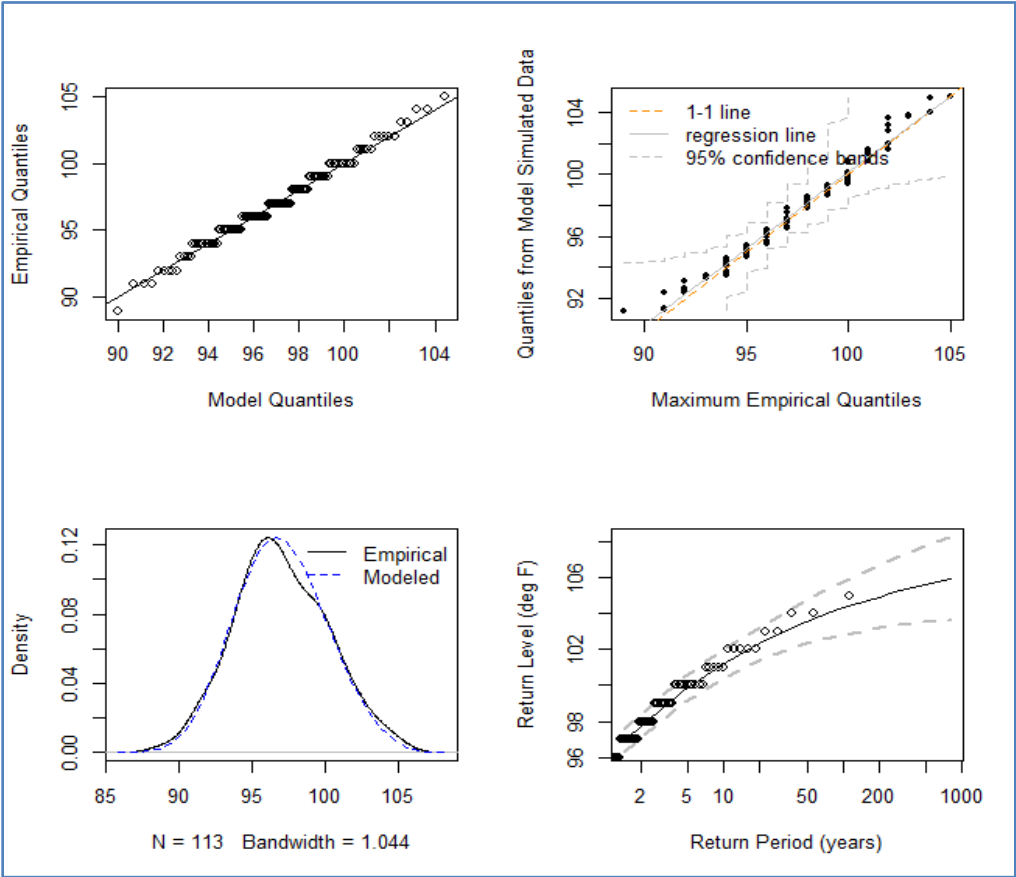 Empirical Quantiles
105
100
95
90
90 92 94 96 98 100 104
Model Quantiles
Quantiles from Model Simulated Data
104
100
96
92
1-1 line
regression line
95% confidence bands
90 95 100 105
Maximum Empirical Quantiles
Density
0.12
0.08
0.04
0.00
Empirical
Modeled
85 90 95 100 105
N = 113 Bandwidth = 1.044
Return Level (deg F)
106
102
98
96
2 5 10 50 200 1000
Return Period (years)